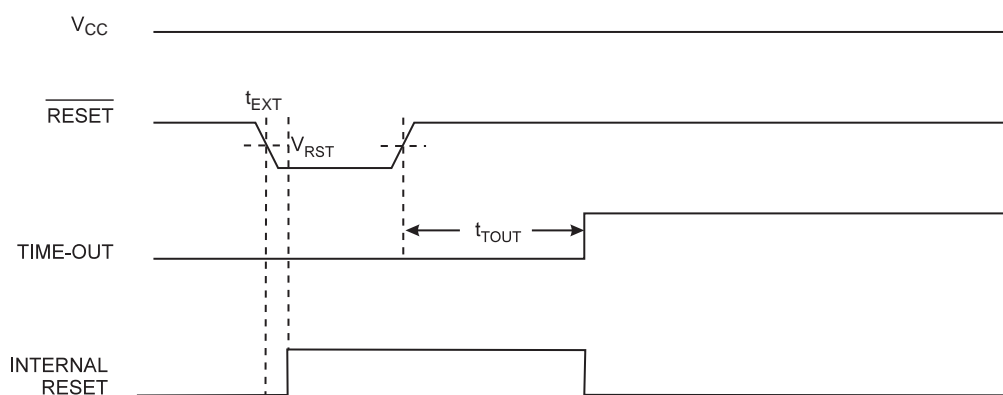 VCC
RESET
tEXT
VRST
TIME-OUT
tTOUT
INTERNAL
RESET